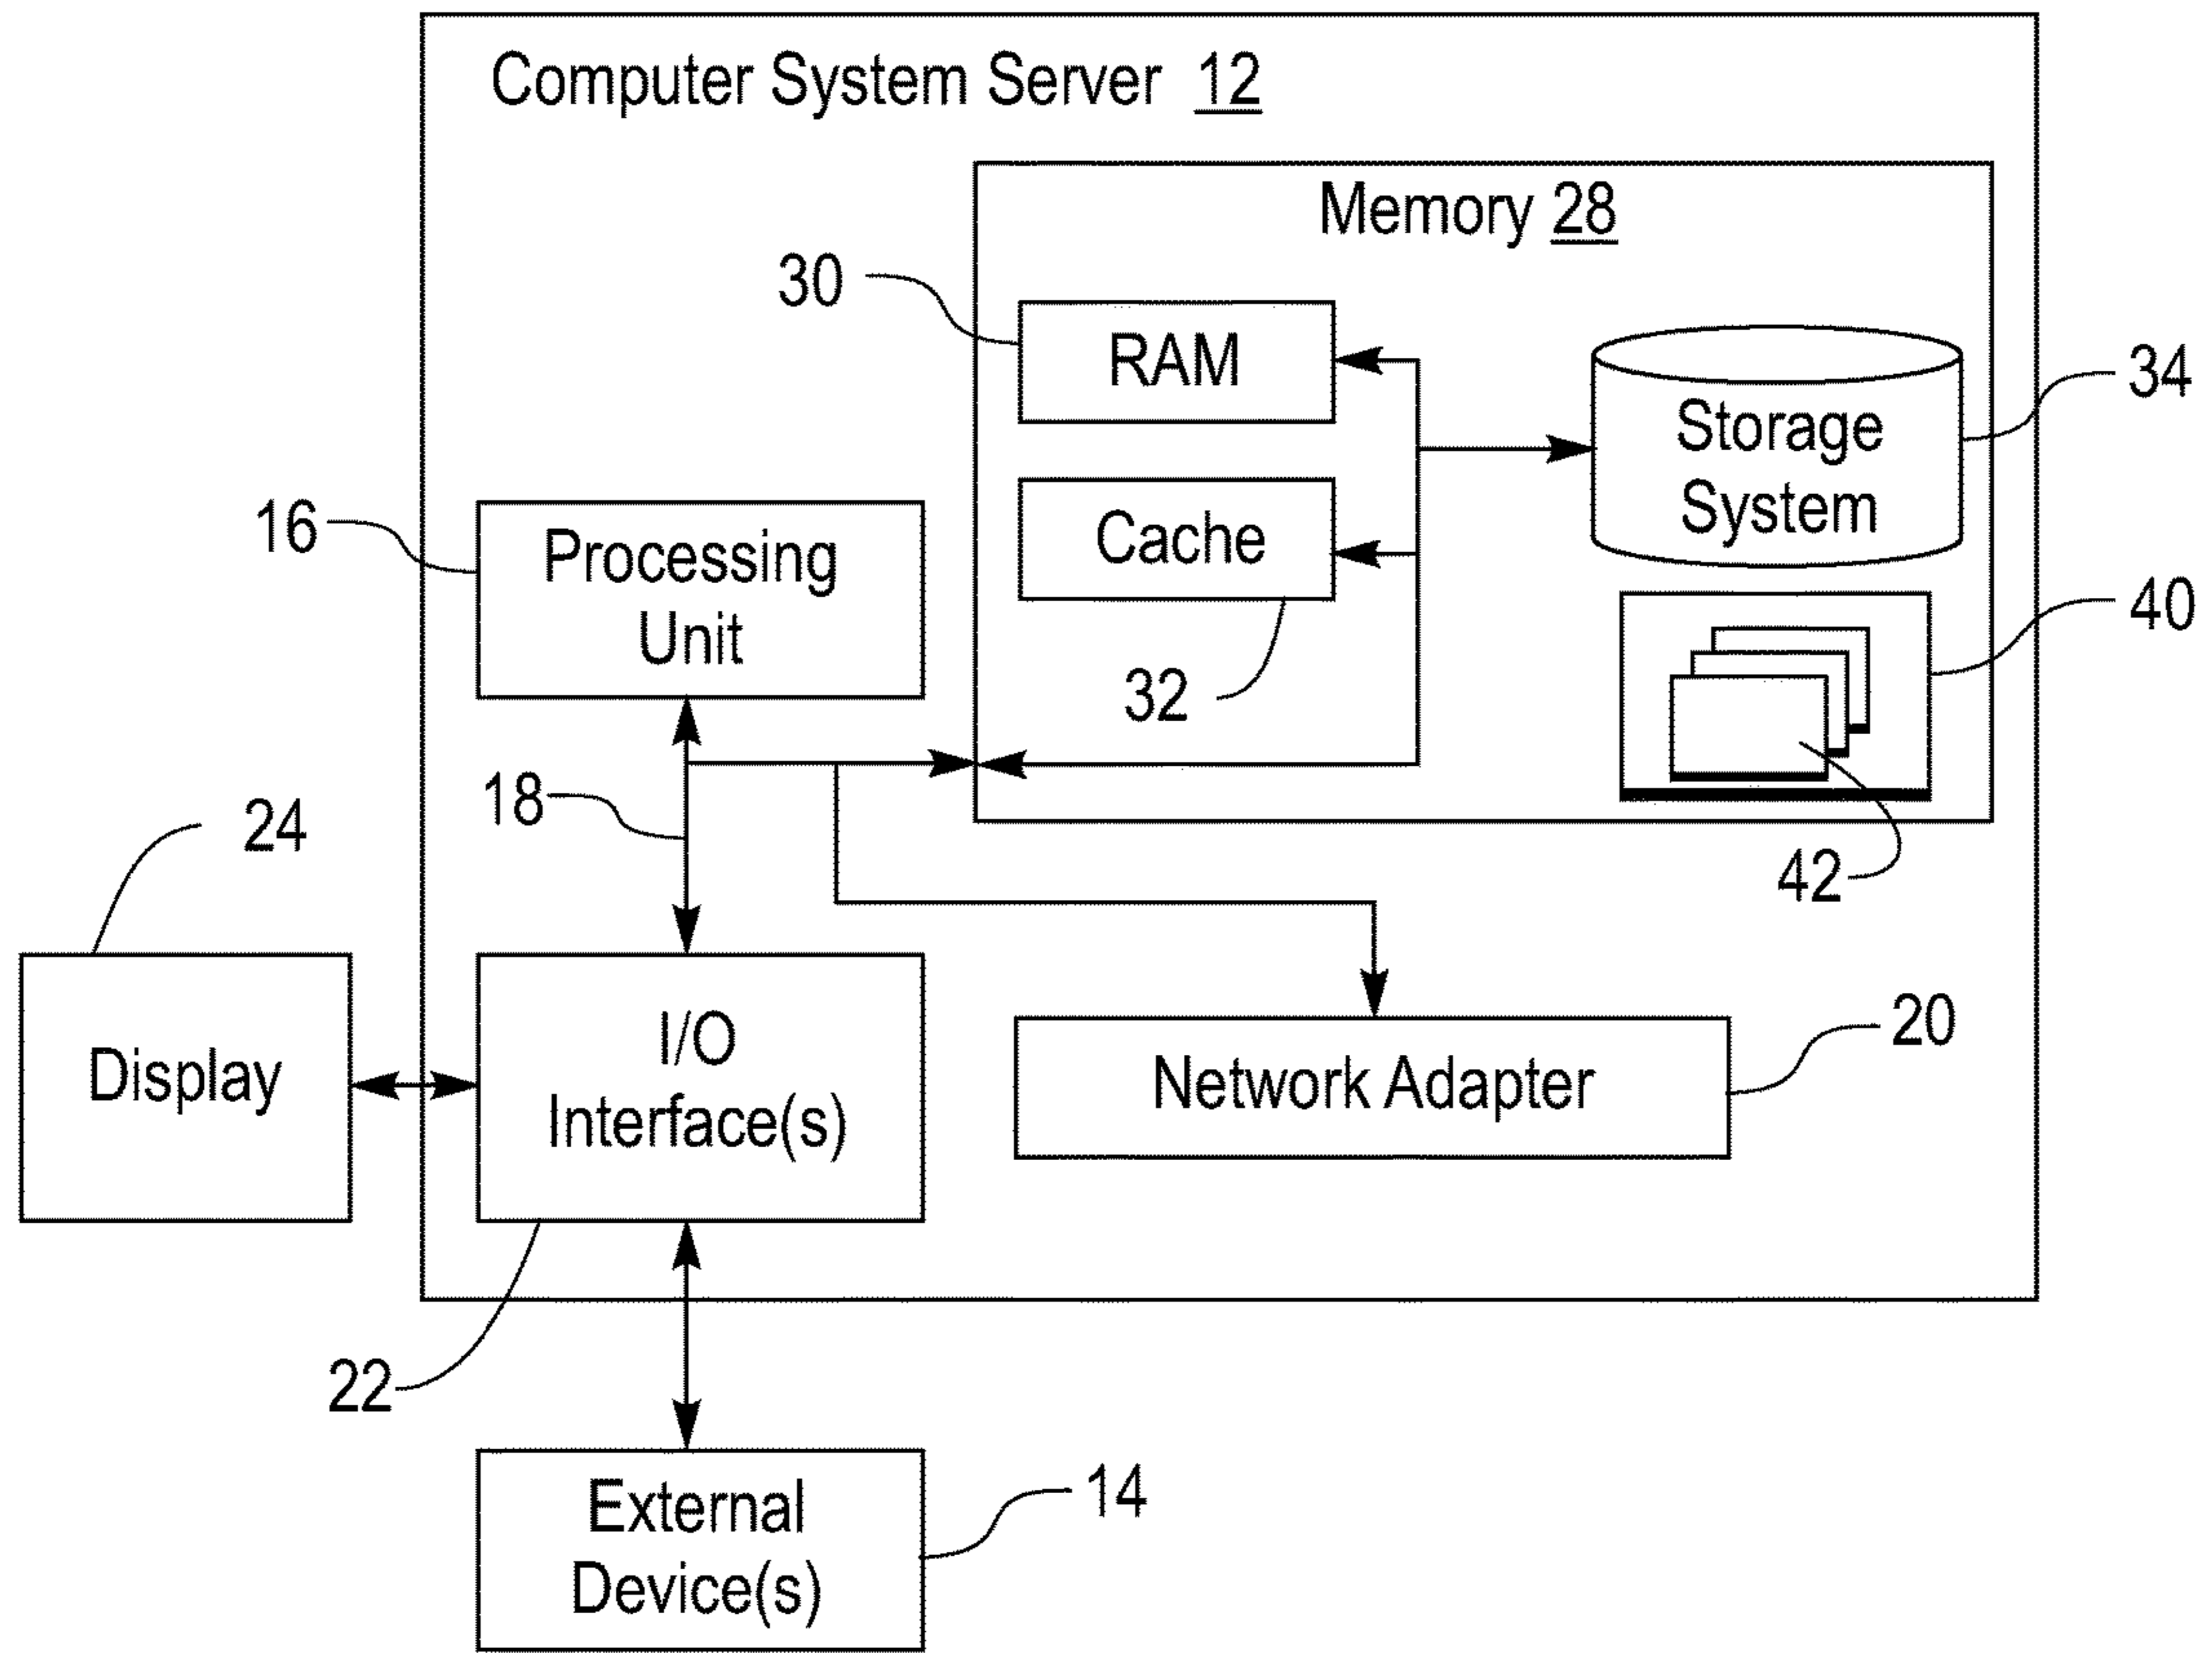 Computer System Server 12
Memory 28
30
RAM
34
Storage
System
16
Processing
Unit
Cache
40
32
18
24
42
Display
I/O
Interface(s)
20
Network Adapter
22
External
Device(s)
14